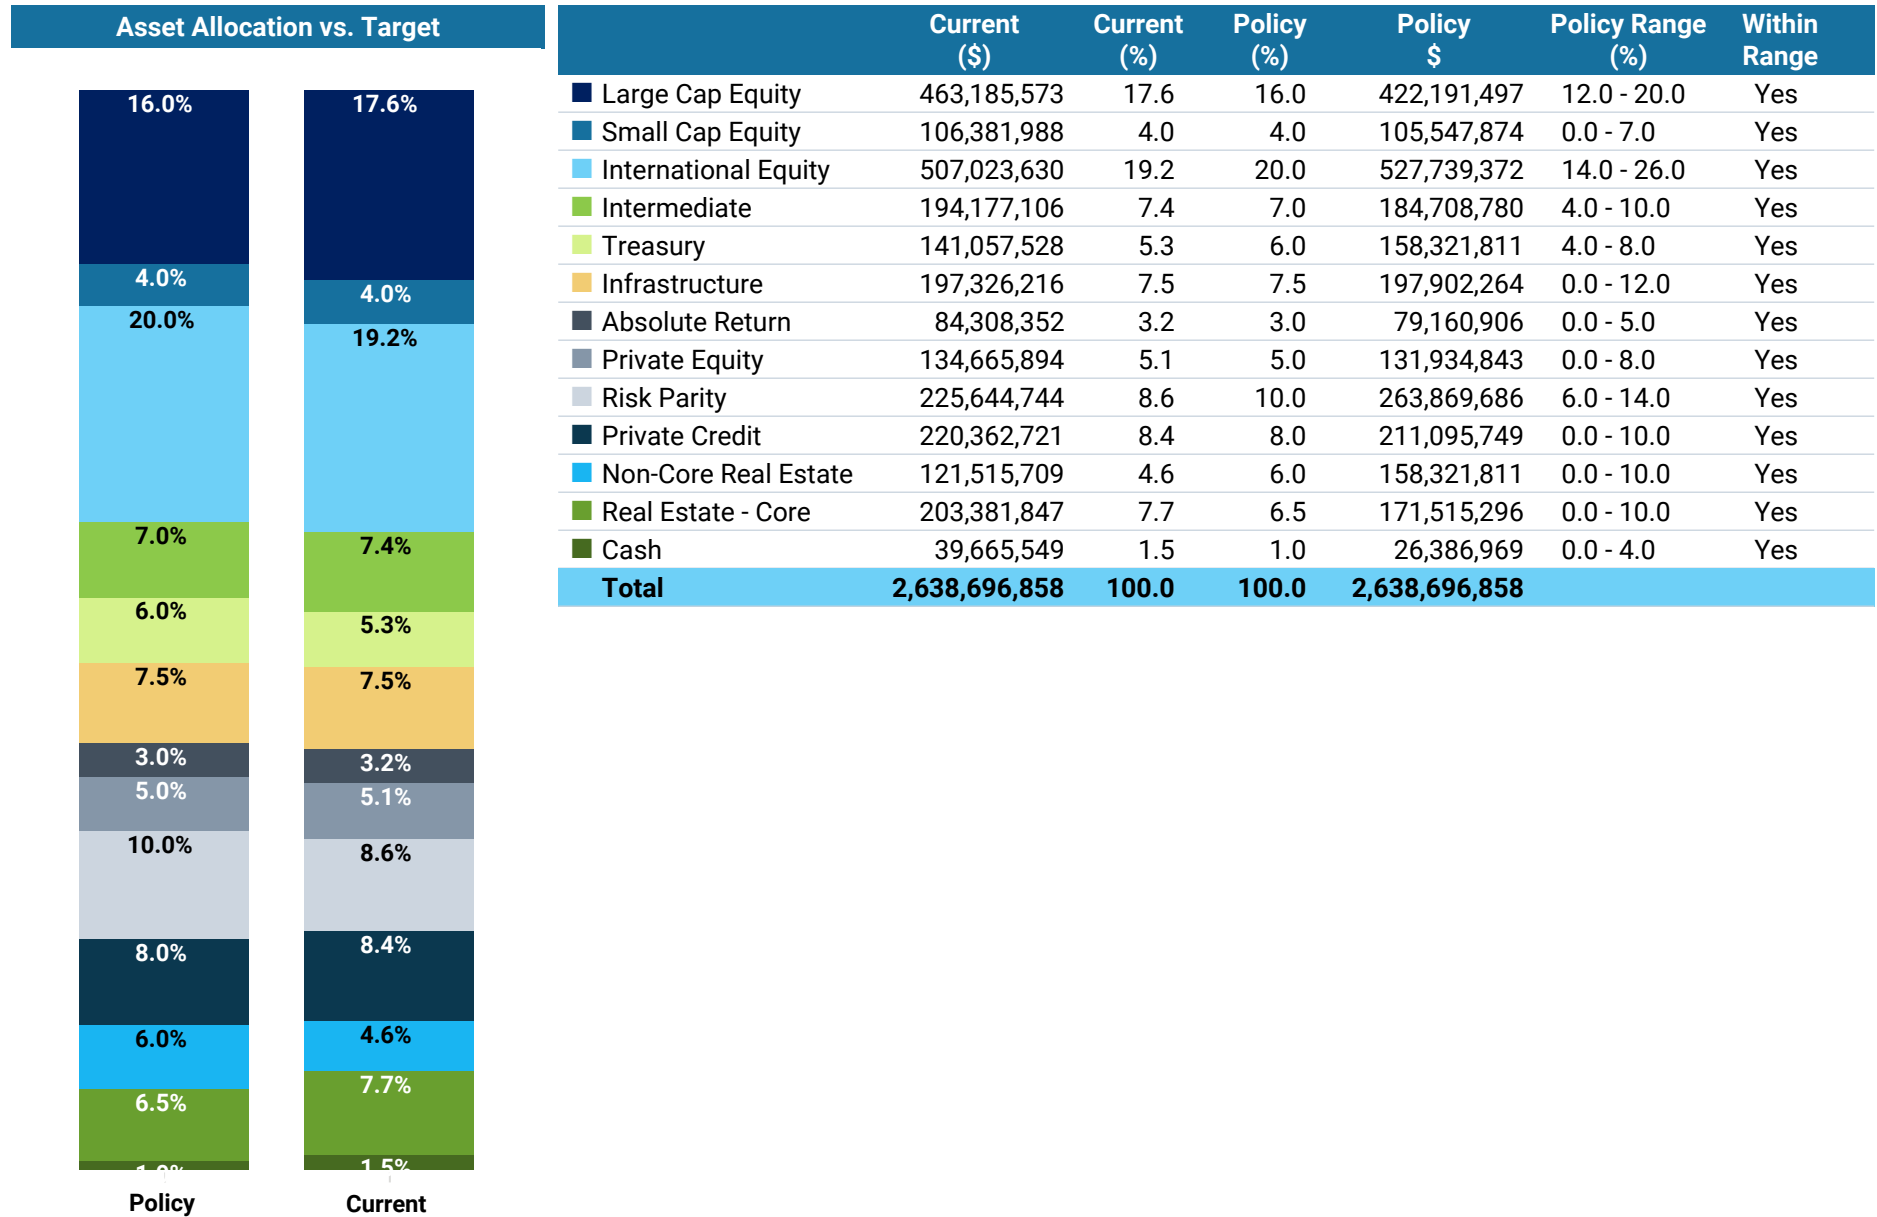 Asset Allocation vs. Target
16.0%
4.0%
20.0%
7.0%
6.0%
7.5%
3.0%
5.0%
10.0%
8.0%
6.0%
6.5%
1.0%
Policy
17.6%
4.0%
19.2%
7.4%
5.3%
7.5%
3.2%
5.1%
8.6%
8.4%
4.6%
7.7%
1.5%
Current
Current ($) Current (%) Policy (%) Policy $ Policy Range (%) Within Range
Large Cap Equity 463,185,573 17.6 16.0 422,191,497 12.0 - 20.0 Yes
Small Cap Equity 106,381,988 4.0 4.0 105,547,874 0.0 - 7.0 Yes
International Equity 507,023,630 19.2 20.0 527,739,372 14.0 - 26.0 Yes
Intermediate 194,177,106 7.4 7.0 184,708,780 4.0 - 10.0 Yes
Treasury 141,057,528 5.3 6.0 158,321,811 4.0 - 8.0 Yes
Infrastructure 197,326,216 7.5 7.5 197,902,264 0.0 - 12.0 Yes
Absolute Return 84,308,352 3.2 3.0 79,160,906 0.0 - 5.0 Yes
Private Equity 134,665,894 5.1 5.0 131,934,843 0.0 - 8.0 Yes
Risk Parity 225,644,744 8.6 10.0 263,869,686 6.0 - 14.0 Yes
Private Credit 220,362,721 8.4 8.0 211,095,749 0.0 - 10.0 Yes
Non-Core Real Estate 121,515,709 4.6 6.0 158,321,811 0.0 - 10.0 Yes
Real Estate - Core 203,381,847 7.7 6.5 171,515,296 0.0 - 10.0 Yes
Cash 39,665,549 1.5 1.0 26,386,969 0.0 - 4.0 Yes
Total 2,638,696,858 100.0 100.0 2,638,696,858